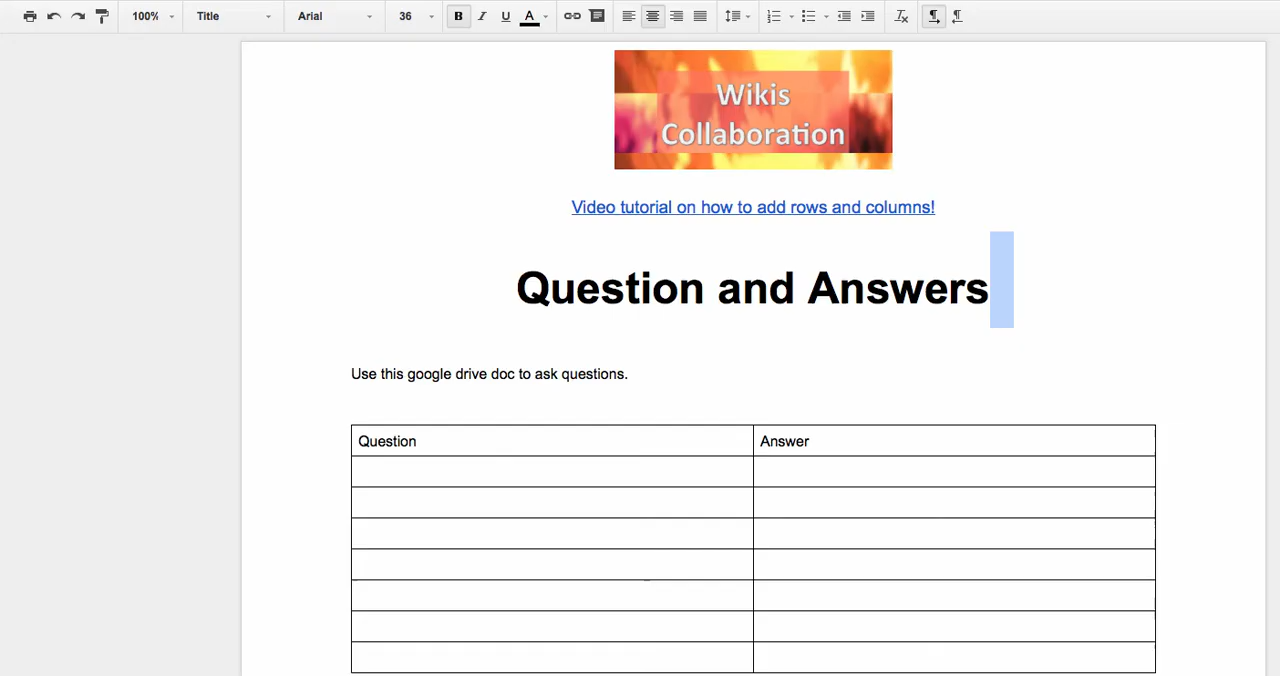 100% Title Arial 36 B I U A
Wikis
Collaboration
Video tutorial on how to add rows and columns!
Question and Answers
Use this google drive doc to ask questions.
Question Answer